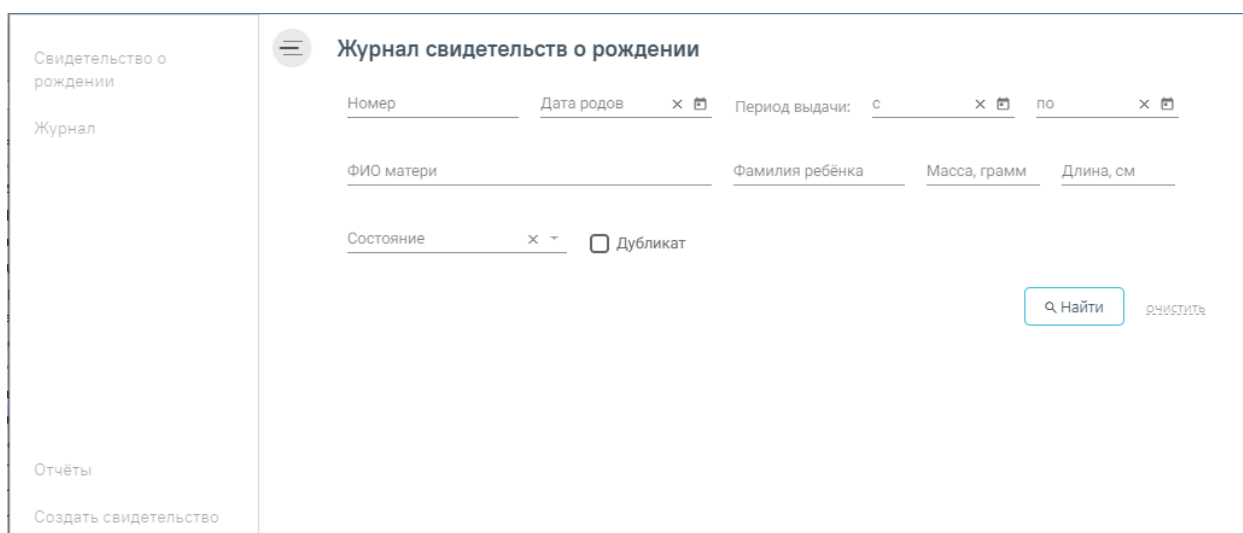 Свидетельство о
рождении
Журнал
Отчёты
Создать свидетельство
Журнал свидетельств о рождении
Номер Дата родов Период выдачи: с по
ФИО матери Фамилия ребёнка Масса, грамм Длина, см
Состояние Дубликат
Найти очистить